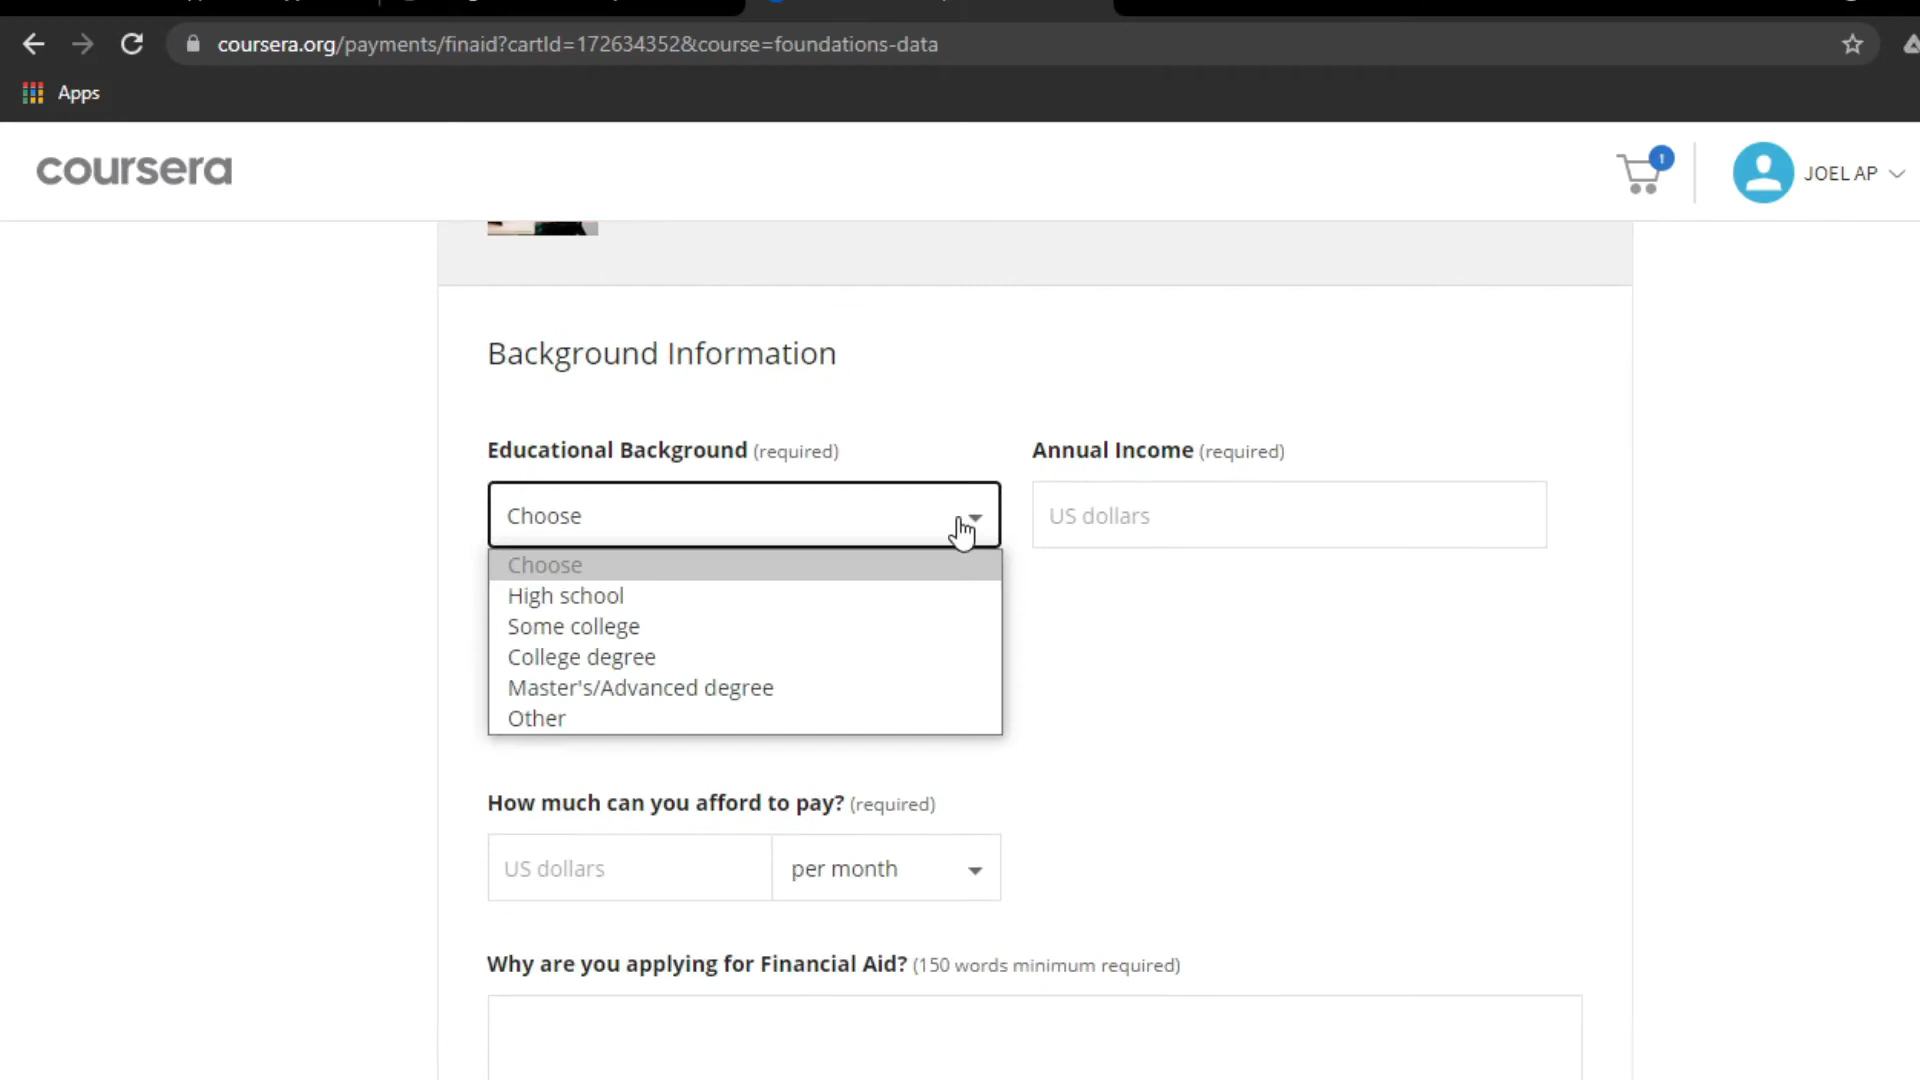 coursera.org/payments/finaid?cartId=172634352&course=foundations-data
Apps
coursera
1
JOEL AP
Background Information
Educational Background (required)
Annual Income (required)
Choose
US dollars
Choose
High school
Some college
College degree
Master's/Advanced degree
Other
How much can you afford to pay? (required)
US dollars
per month
Why are you applying for Financial Aid? (150 words minimum required)